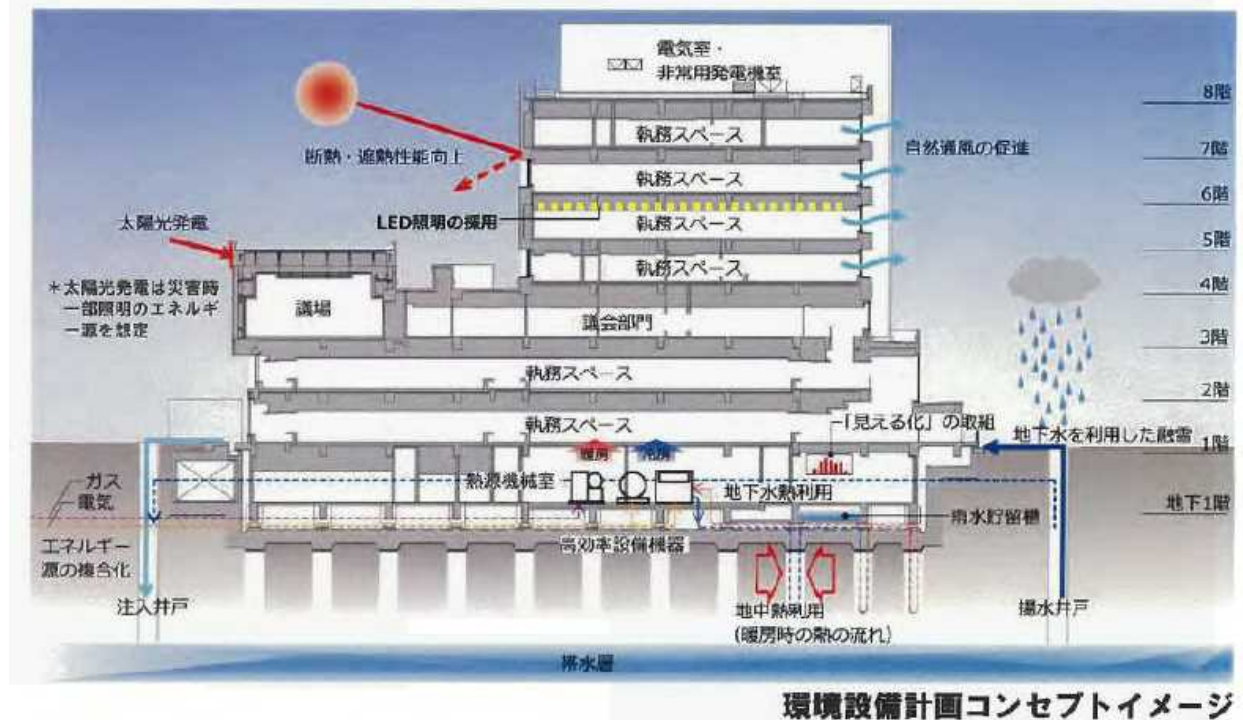 電気室・
非常用発電機室
8階
執務スペース
断熱・遮熱性能向上
7階
自然通風の促進
執務スペース
6階
LED照明の採用
執務スペース
太陽光発電
5階
執務スペース
4階
＊太陽光発電は災害時
一部照明のエネルギ
ー源を想定
議場
議会部門
3階
執務スペース
2階
執務スペース
「見える化」の取組
地下水を利用した融雪
1階
暖房
冷房
熱源機械室
地下水熱利用
ガス
電気
地下1階
雨水貯留槽
高効率設備機器
エネルギー
源の複合化
注入井戸
地中熱利用
(暖房時の熱の流れ)
揚水井戸
帯水層
環境設備計画コンセプトイメージ